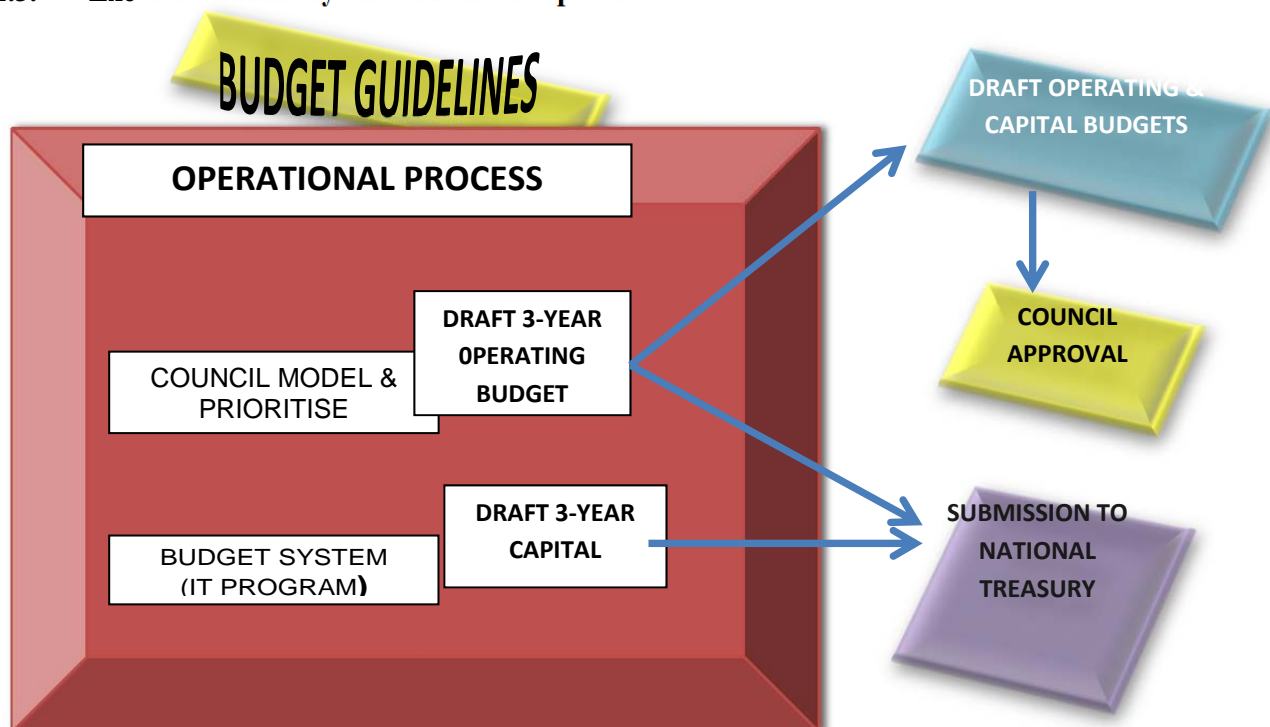 BUDGET GUIDELINES
OPERATIONAL PROCESS
COUNCIL MODEL &
PRIORITISE
DRAFT 3-YEAR
0PERATING
BUDGET
BUDGET SYSTEM
(IT PROGRAM)
DRAFT 3-YEAR
CAPITAL
DRAFT OPERATING &
CAPITAL BUDGETS
COUNCIL
APPROVAL
SUBMISSION TO
NATIONAL
TREASURY